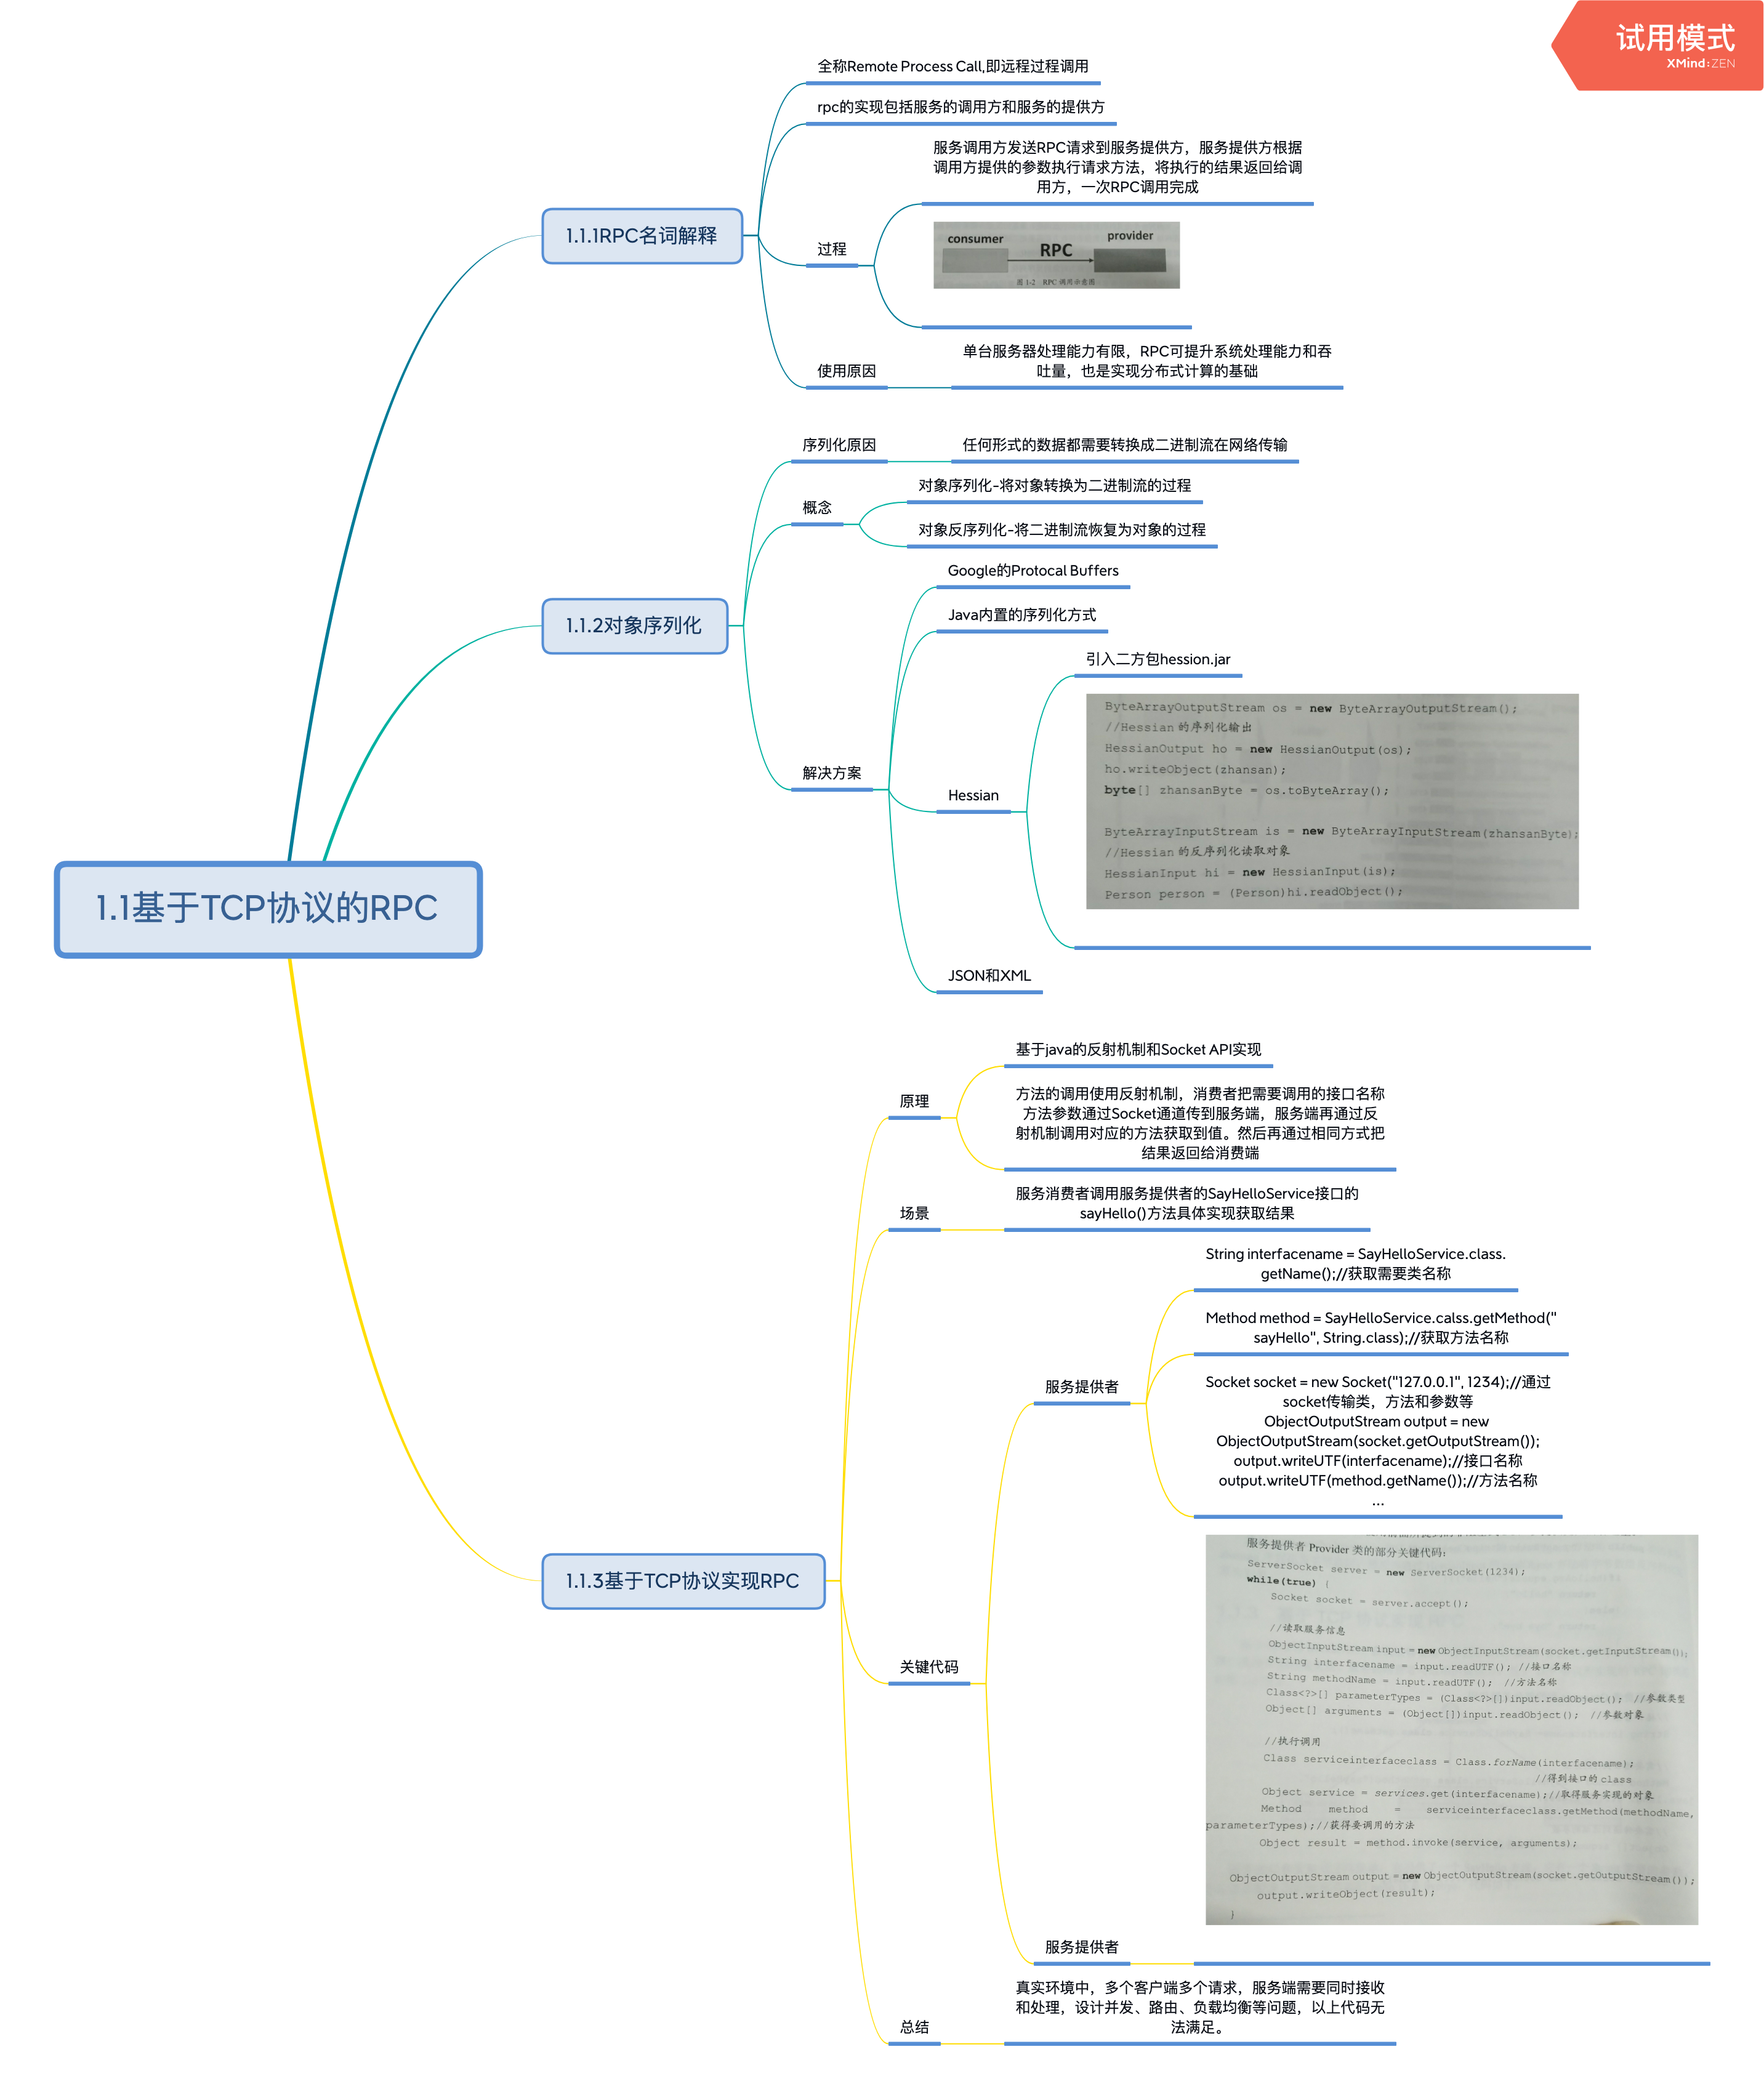 试用模式
XMind:ZEN
1.1基于TCP协议的RPC
1.1.1RPC名词解释
全称Remote Process Call,即远程过程调用
rpc的实现包括服务的调用方和服务的提供方
过程
服务调用方发送RPC请求到服务提供方，服务提供方根据
调用方提供的参数执行请求方法，将执行的结果返回给调
用方，一次RPC调用完成
consumer
RPC
provider
图 1-2 RPC 调用示意图
使用原因
单台服务器处理能力有限，RPC可提升系统处理能力和吞
吐量，也是实现分布式计算的基础
1.1.2对象序列化
序列化原因
任何形式的数据都需要转换成二进制流在网络传输
概念
对象序列化-将对象转换为二进制流的过程
对象反序列化-将二进制流恢复为对象的过程
解决方案
Google的Protocal Buffers
Java内置的序列化方式
Hessian
引入二方包hession.jar
ByteArrayOutputStream os = new ByteArrayOutputStream();
//Hessian 的序列化输出
HessianOutput ho = new HessianOutput(os);
ho.writeObject(zhansan);
byte[] zhansanByte = os.toByteArray();
ByteArrayInputStream is = new ByteArrayInputStream(zhansanByte);
//Hessian 的反序列化读取对象
HessianInput hi = new HessianInput(is);
Person person = (Person)hi.readObject();
JSON和XML
1.1.3基于TCP协议实现RPC
原理
基于java的反射机制和Socket API实现
方法的调用使用反射机制，消费者把需要调用的接口名称
方法参数通过Socket通道传到服务端，服务端再通过反
射机制调用对应的方法获取到值。然后再通过相同方式把
结果返回给消费端
场景
服务消费者调用服务提供者的SayHelloService接口的
sayHello()方法具体实现获取结果
关键代码
服务提供者
String interfacename = SayHelloService.class.
getName();//获取需要类名称
Method method = SayHelloService.calss.getMethod("
sayHello", String.class);//获取方法名称
Socket socket = new Socket("127.0.0.1", 1234);//通过
socket传输类，方法和参数等
ObjectOutputStream output = new
ObjectOutputStream(socket.getOutputStream());
output.writeUTF(interfacename);//接口名称
output.writeUTF(method.getName());//方法名称
...
服务提供者
服务提供者 Provider 类的部分关键代码：
ServerSocket server = new ServerSocket(1234);
while(true) {
Socket socket = server.accept();
//读取服务信息
ObjectInputStream input = new ObjectInputStream(socket.getInputStream());
String interfacename = input.readUTF(); //接口名称
String methodName = input.readUTF(); //方法名称
Class<?>[] parameterTypes = (Class<?>[])input.readObject(); //参数类型
Object[] arguments = (Object[])input.readObject(); //参数对象
//执行调用
Class serviceinterfaceclass = Class.forName(interfacename);
//得到接口的 class
Object service = services.get(interfacename);//取得服务实现的对象
Method method = serviceinterfaceclass.getMethod(methodName,
parameterTypes);//获得要调用的方法
Object result = method.invoke(service, arguments);
ObjectOutputStream output = new ObjectOutputStream(socket.getOutputStream());
output.writeObject(result);
}
总结
真实环境中，多个客户端多个请求，服务端需要同时接收
和处理，设计并发、路由、负载均衡等问题，以上代码无
法满足。